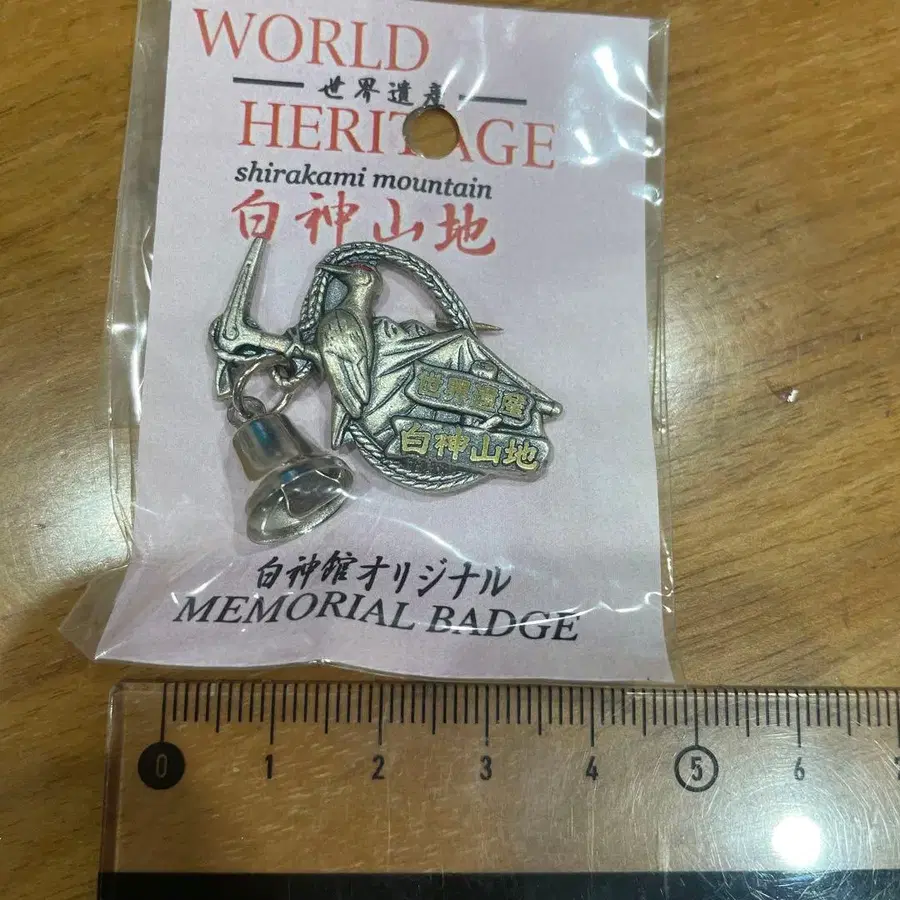 WORLD
世界遺産
HERITAGE
shirakami mountain
白神山地
世界遺産
白神山地
白神館オリジナル
MEMORIAL BADGE
0 1 2 3 4 5 6